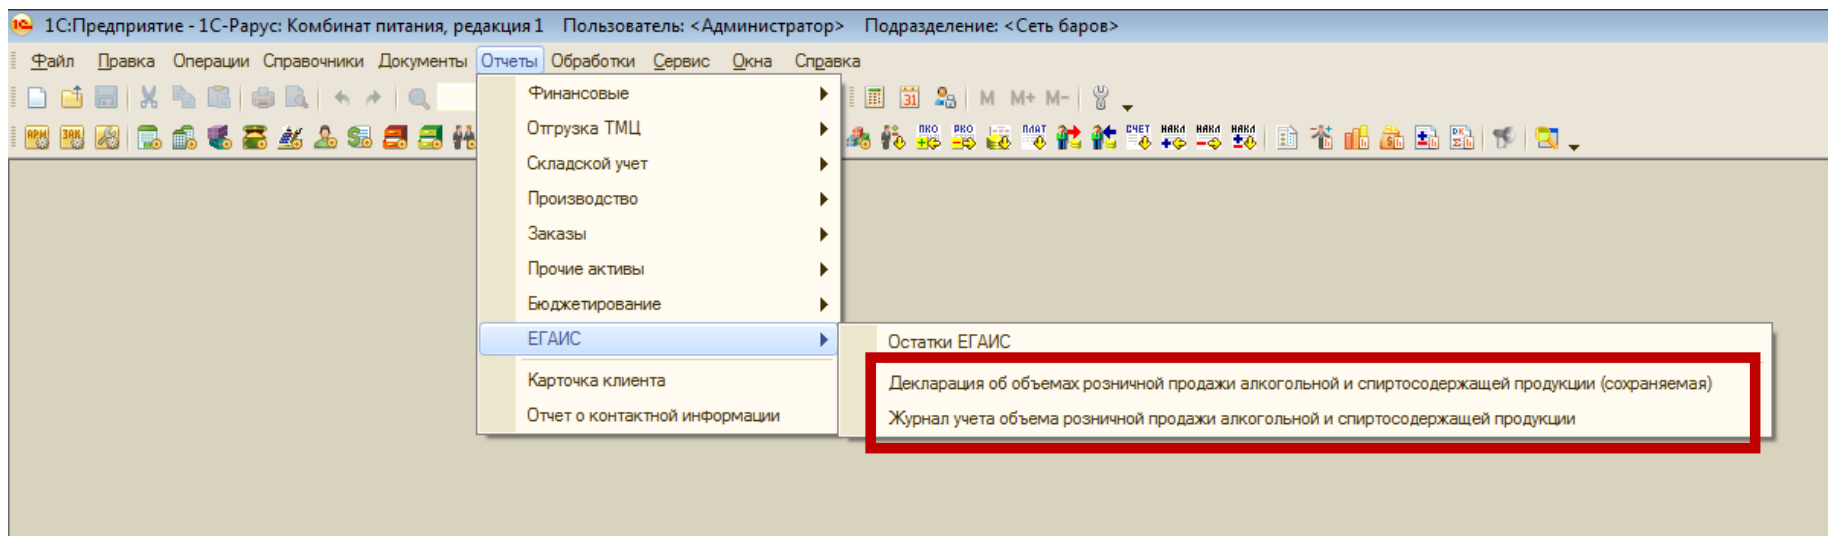 1С:Предприятие - 1С-Рарус: Комбинат питания, редакция 1 Пользователь: <Администратор> Подразделение: <Сеть баров>
Файл Правка Операции Справочники Документы Отчеты Обработки Сервис Окна Справка
31 M M+ M-
АРМ ЗАК ПКО РКО ПЛАТ СЧЕТ НАКЛ НАКЛ НАКЛ
Финансовые
Отгрузка ТМЦ
Складской учет
Производство
Заказы
Прочие активы
Бюджетирование
ЕГАИС
Карточка клиента
Отчет о контактной информации
Остатки ЕГАИС
Декларация об объемах розничной продажи алкогольной и спиртосодержащей продукции (сохраняемая)
Журнал учета объема розничной продажи алкогольной и спиртосодержащей продукции